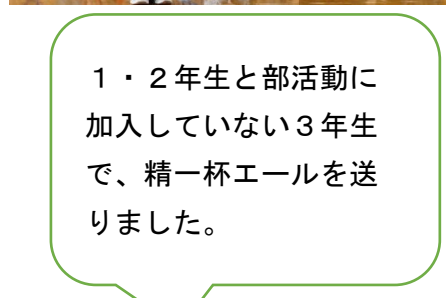 １・２年生と部活動に
加入していない３年生
で、精一杯エールを送
りました。